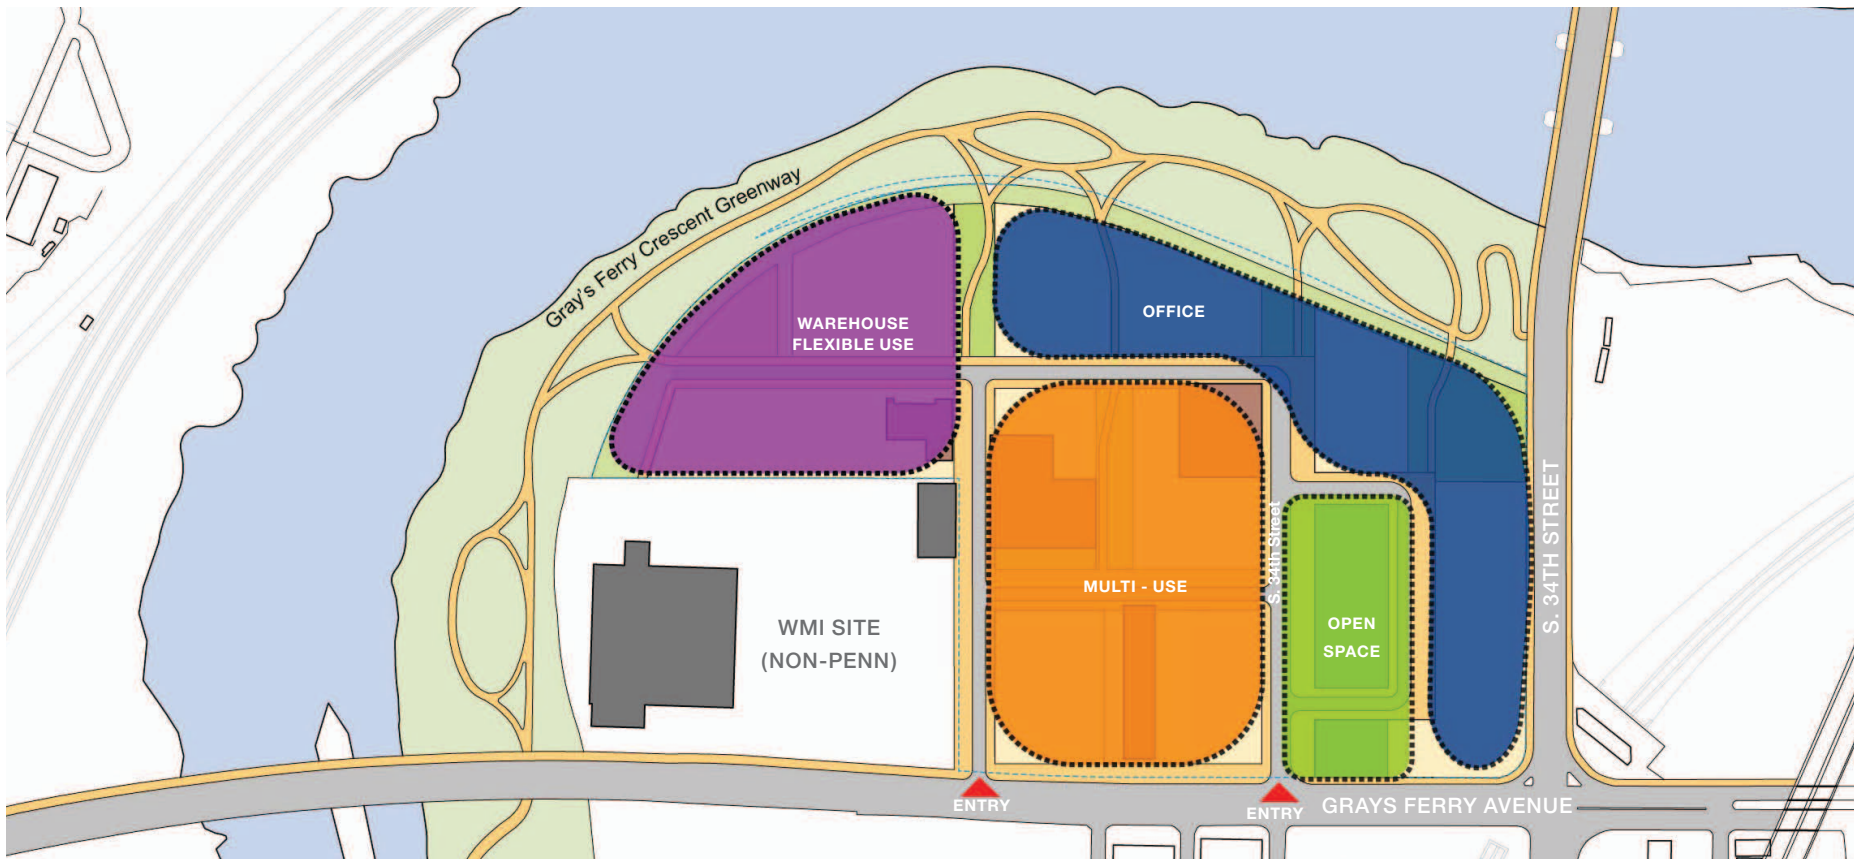 Gray's Ferry Crescent Greenway
WAREHOUSE
FLEXIBLE USE
OFFICE
MULTI - USE
S. 34th Street
OPEN
SPACE
S. 34TH STREET
WMI SITE
(NON-PENN)
ENTRY
ENTRY
GRAYS FERRY AVENUE